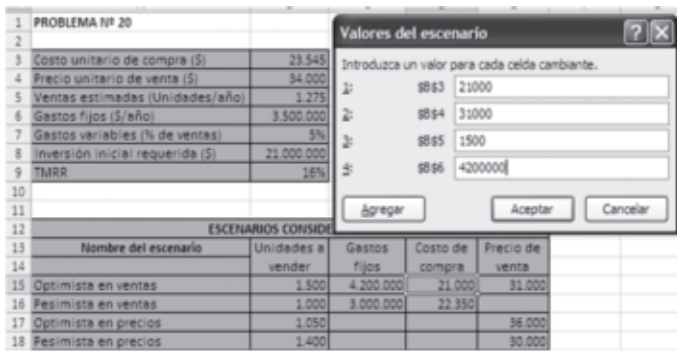 1 PROBLEMA Nº 20
2
3 Costo unitario de compra ($) 23.545
4 Precio unitario de venta ($) 34.000
5 Ventas estimadas (Unidades/año) 1.275
6 Gastos fijos ($/año) 3.500.000
7 Gastos variables (% de ventas) 5%
8 Inversión inicial requerida ($) 21.000.000
9 TMRR 16%
10
11
12 ESCENARIOS CONSIDE
13 Nombre del escenario Unidades a Gastos Costo de Precio de
14 vender fijos compra venta
15 Optimista en ventas 1.500 4.200.000 21.000 31.000
16 Pesimista en ventas 1.000 3.000.000 22.350
17 Optimista en precios 1.050 36.000
18 Pesimista en precios 1.400 30.000
Valores del escenario
Introduzca un valor para cada celda cambiante.
1: $B$3 21000
2: $B$4 31000
3: $B$5 1500
4: $B$6 4200000
Agregar Aceptar Cancelar